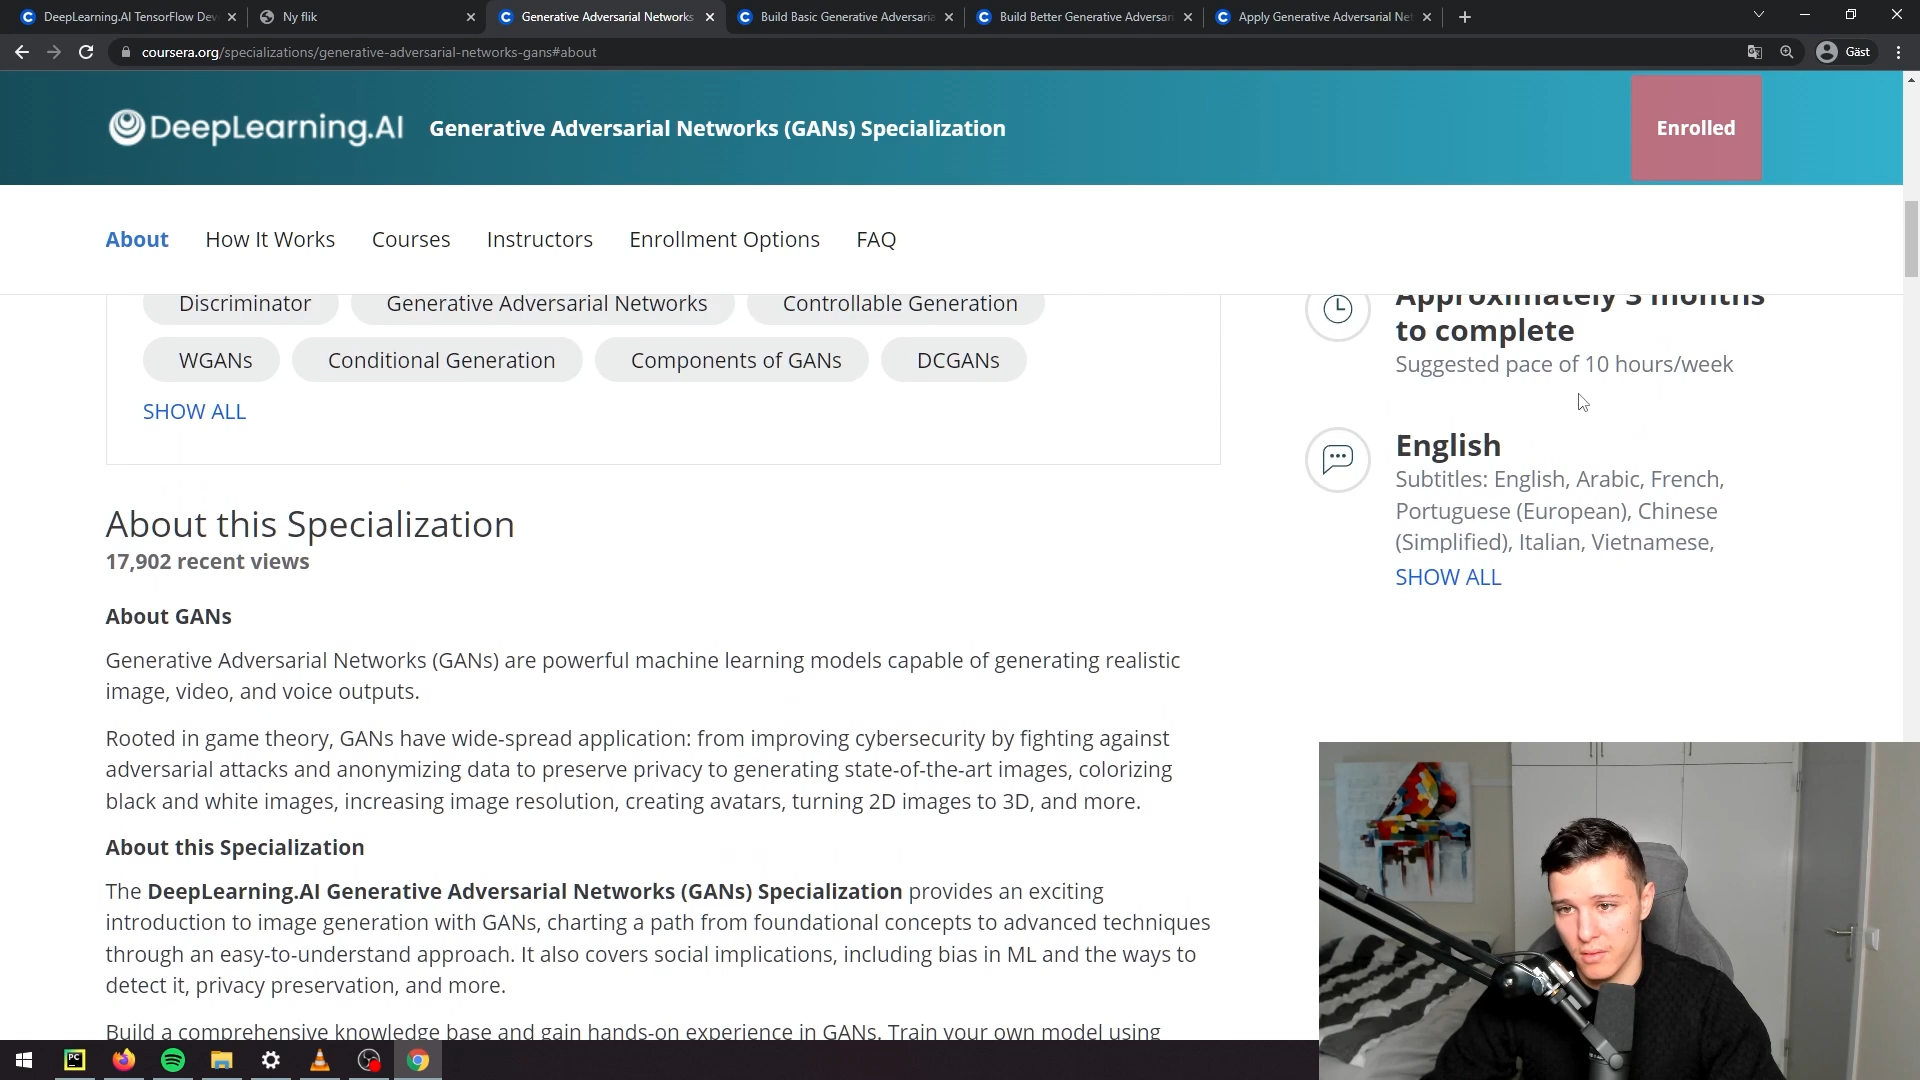 DeepLearning.AI TensorFlow Dev
Ny flik
Generative Adversarial Networks
Build Basic Generative Adversaria
Build Better Generative Adversari
Apply Generative Adversarial Net
coursera.org/specializations/generative-adversarial-networks-gans#about
Gäst
DeepLearning.AI
Generative Adversarial Networks (GANs) Specialization
Enrolled
About
How It Works
Courses
Instructors
Enrollment Options
FAQ
Discriminator
Generative Adversarial Networks
Controllable Generation
WGANs
Conditional Generation
Components of GANs
DCGANs
SHOW ALL
Approximately 3 months
to complete
Suggested pace of 10 hours/week
English
Subtitles: English, Arabic, French,
Portuguese (European), Chinese
(Simplified), Italian, Vietnamese,
SHOW ALL
About this Specialization
17,902 recent views
About GANs
Generative Adversarial Networks (GANs) are powerful machine learning models capable of generating realistic
image, video, and voice outputs.
Rooted in game theory, GANs have wide-spread application: from improving cybersecurity by fighting against
adversarial attacks and anonymizing data to preserve privacy to generating state-of-the-art images, colorizing
black and white images, increasing image resolution, creating avatars, turning 2D images to 3D, and more.
About this Specialization
The DeepLearning.AI Generative Adversarial Networks (GANs) Specialization provides an exciting
introduction to image generation with GANs, charting a path from foundational concepts to advanced techniques
through an easy-to-understand approach. It also covers social implications, including bias in ML and the ways to
detect it, privacy preservation, and more.
Build a comprehensive knowledge base and gain hands-on experience in GANs. Train your own model using
PC